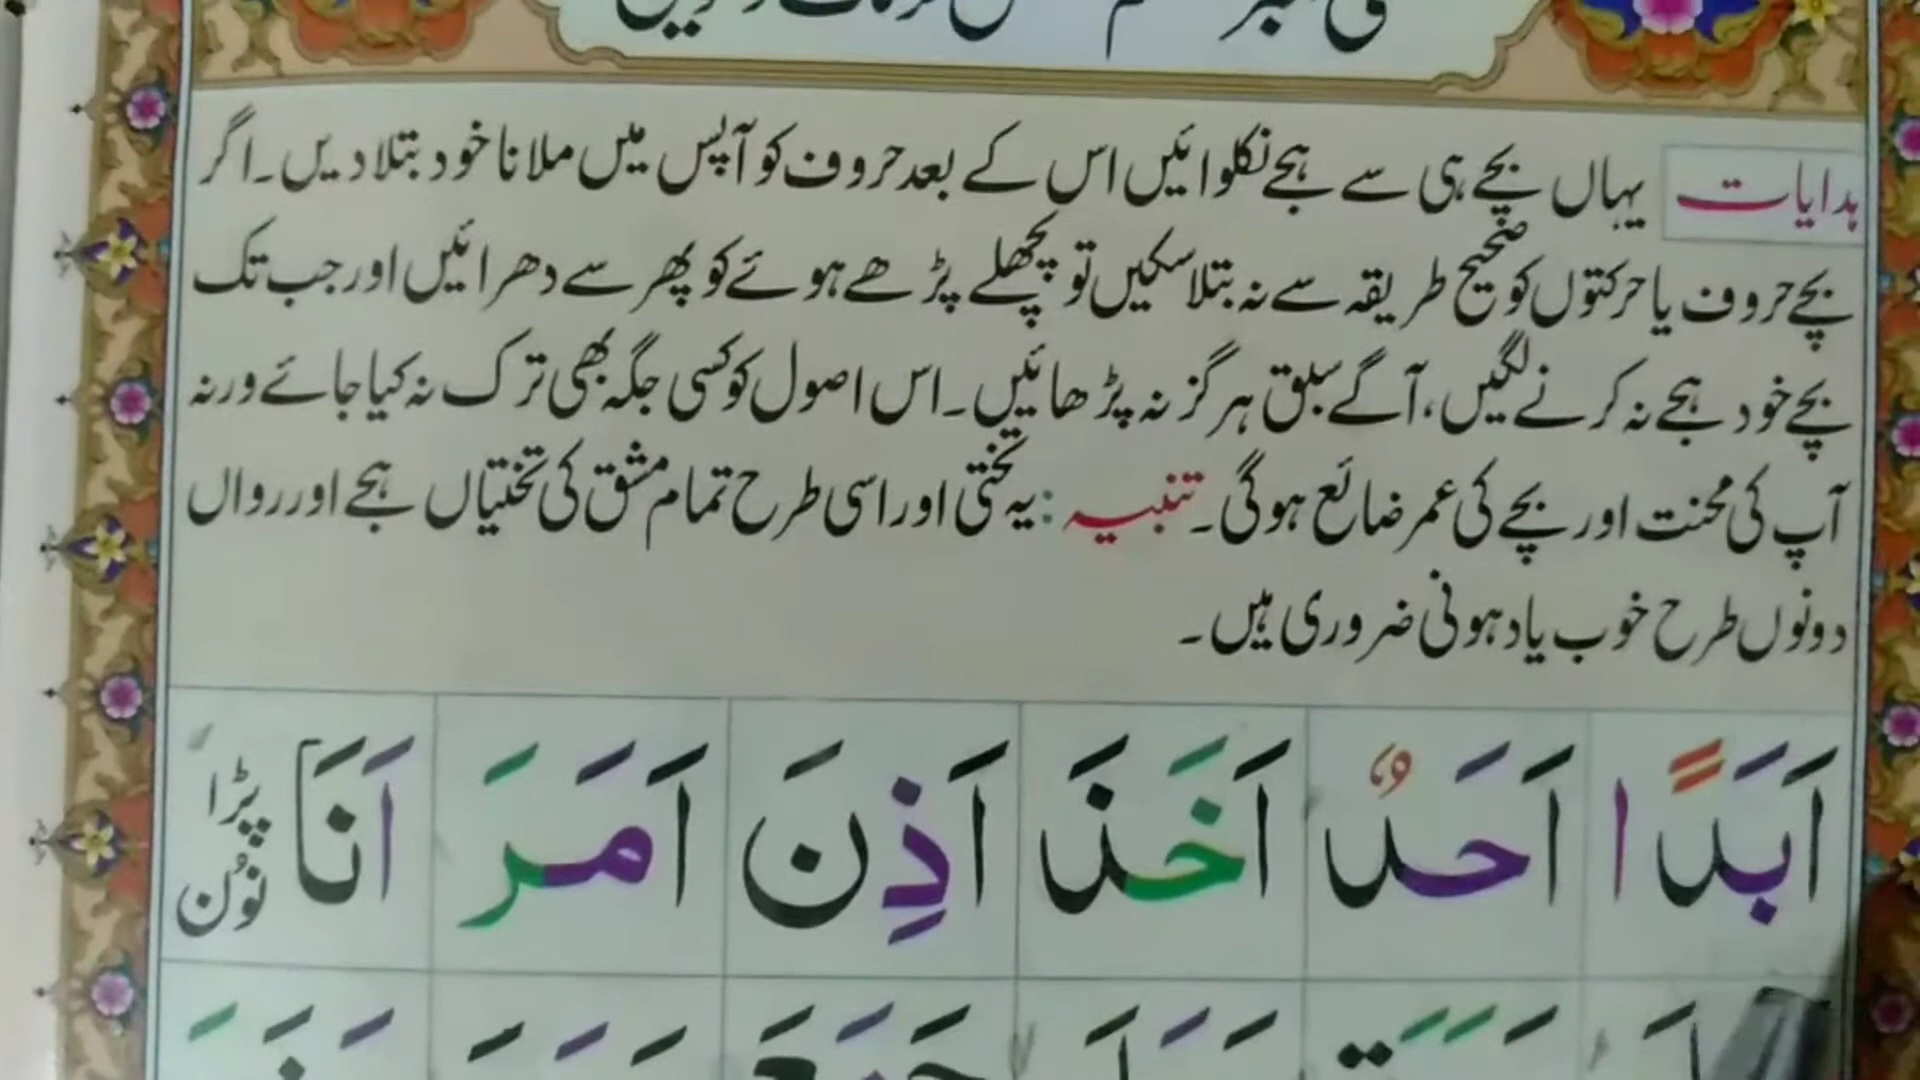 ہدایات یہاں بچے ہی سے ہجے نکلوائیں اس کے بعد حروف کو آپس میں ملانا خود بتلا دیں۔ اگر
بچے حروف یا حرکتوں کو صحیح طریقہ سے نہ بتلا سکیں تو پچھلے پڑھے ہوئے کو پھر سے دھرائیں اور جب تک
بچے خود ہجے نہ کرنے لگیں، آگے سبق ہرگز نہ پڑھائیں۔ اس اصول کو کسی جگہ بھی ترک نہ کیا جائے ورنہ
آپ کی محنت اور بچے کی عمر ضائع ہوگی۔ تنبیہ: یہ تختی اور اسی طرح تمام مشق کی تختیاں ہجے اور رواں
دونوں طرح خوب یاد ہونی ضروری ہیں۔
اَبَدًا اَحَدٌ اَخَذَ اَذِنَ اَمَرَ اَنَا پڑا نوُن